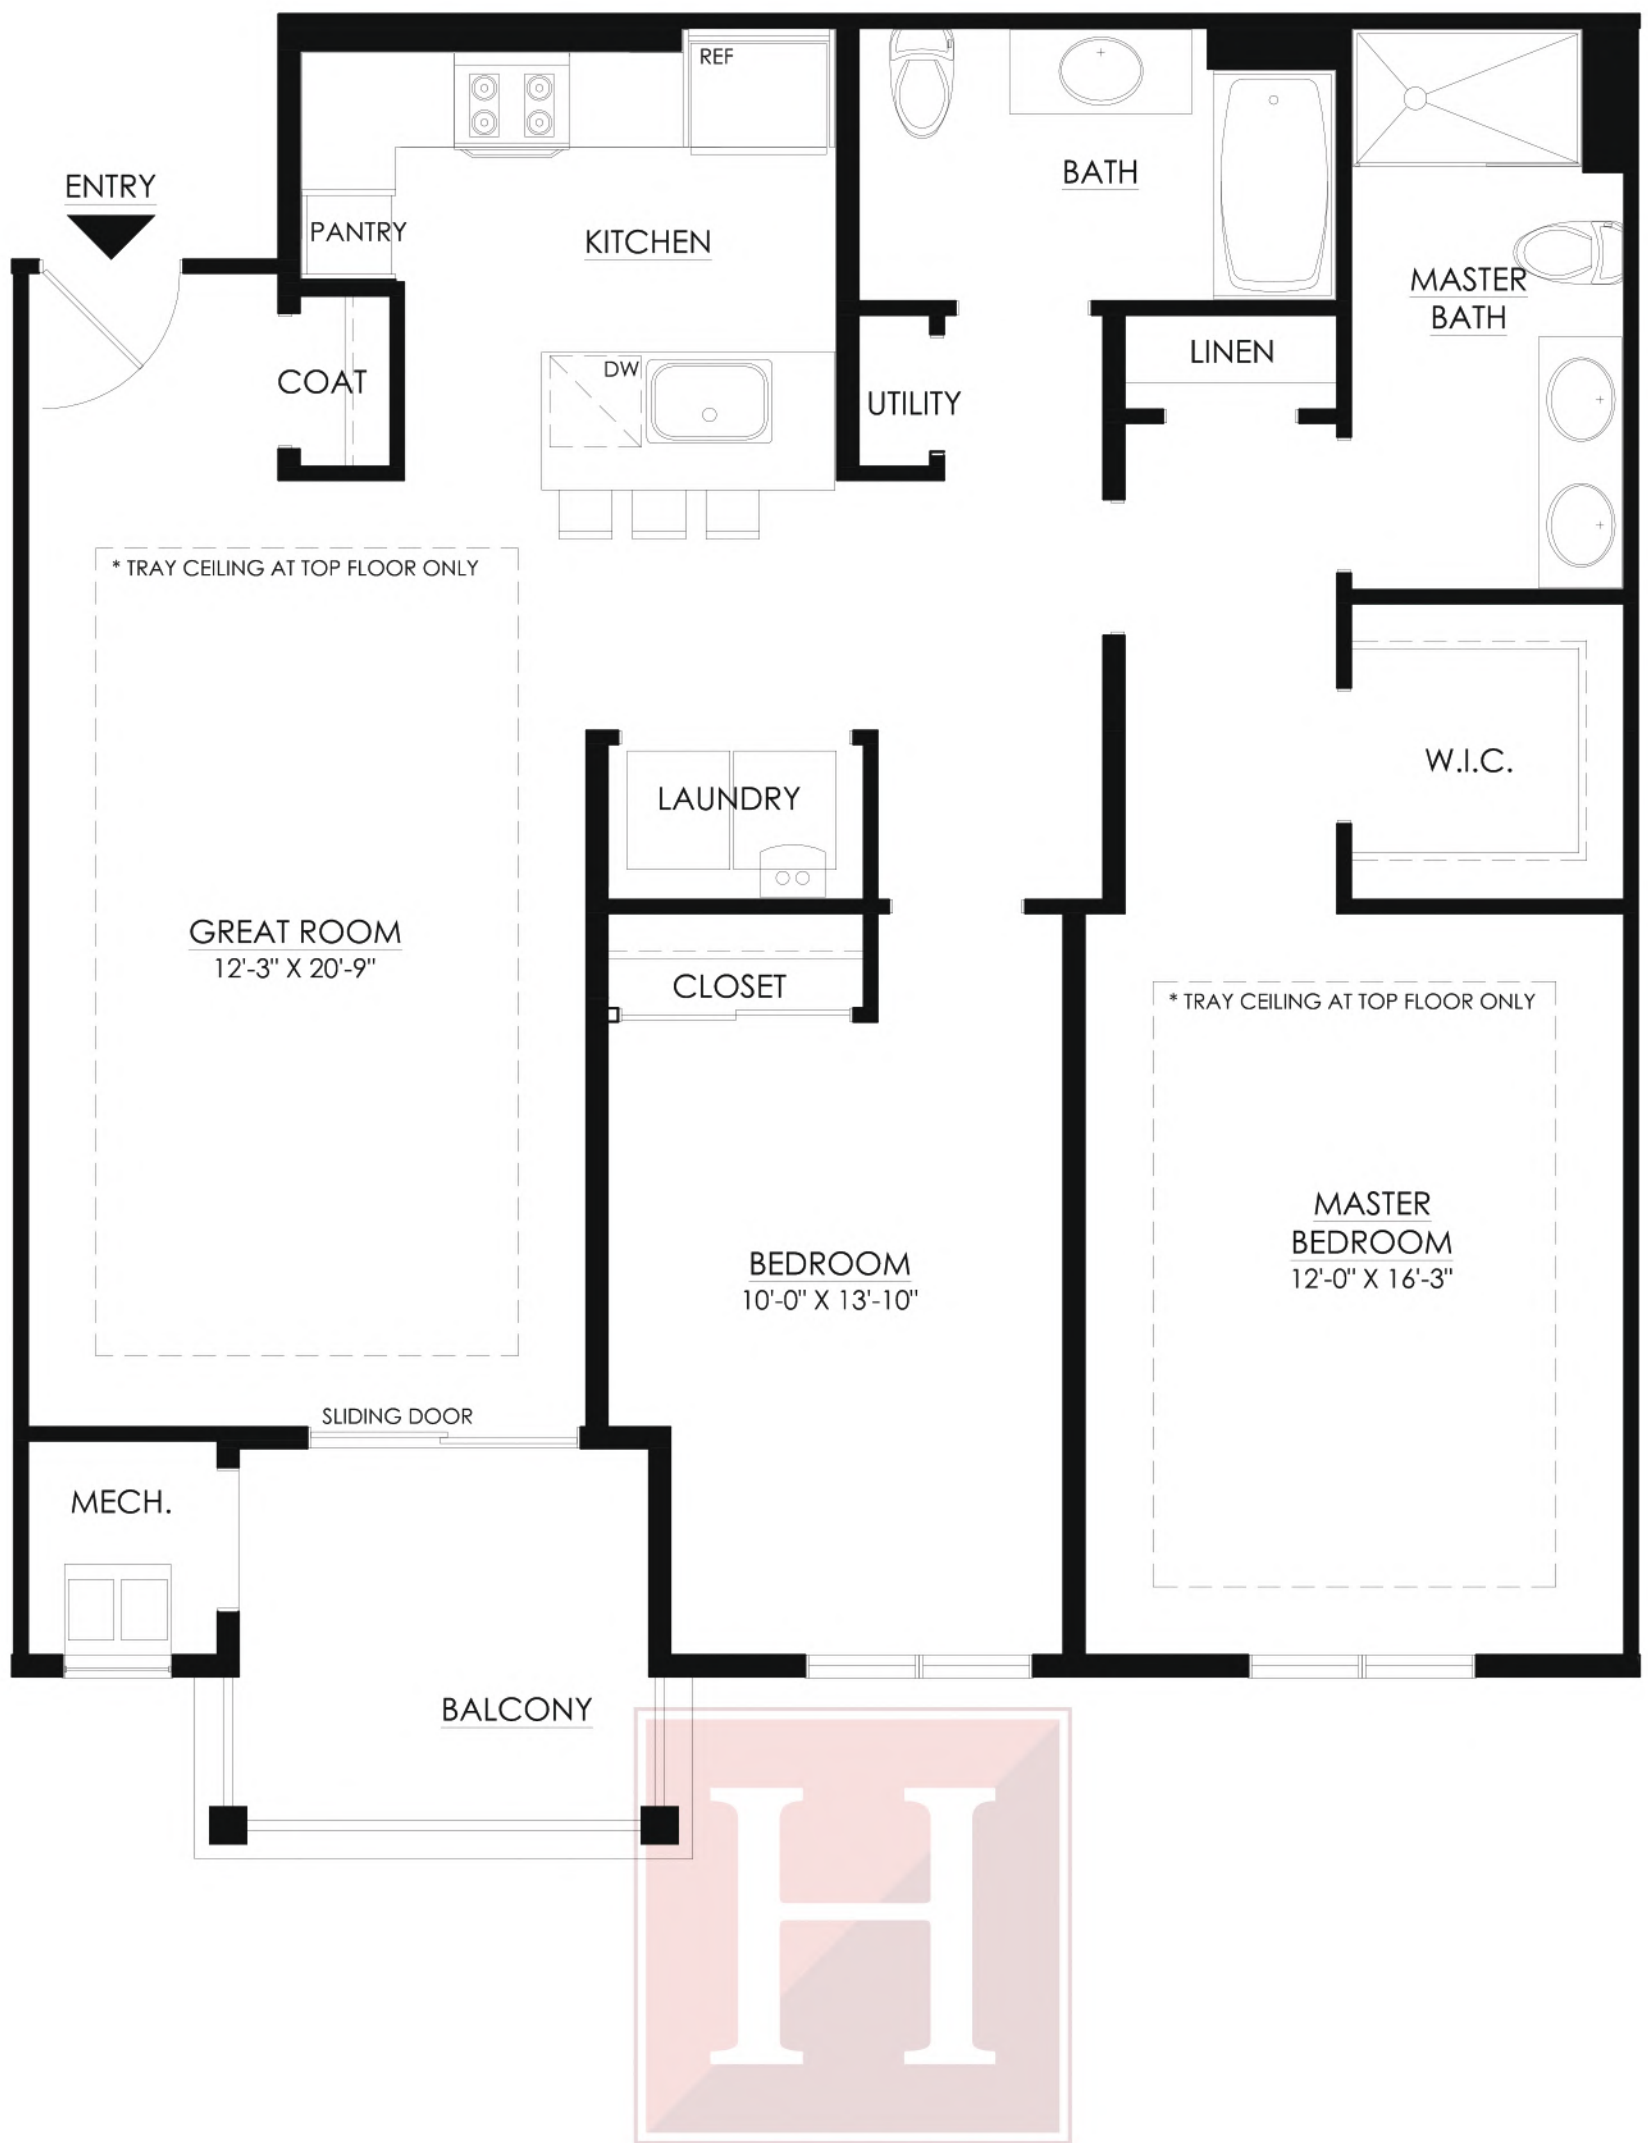 REF
ENTRY
BATH
PANTRY
KITCHEN
MASTER
BATH
LINEN
DW
COAT
UTILITY
* TRAY CEILING AT TOP FLOOR ONLY
W.I.C.
LAUNDRY
GREAT ROOM
12'-3" X 20'-9"
CLOSET
* TRAY CEILING AT TOP FLOOR ONLY
MASTER
BEDROOM
12'-0" X 16'-3"
BEDROOM
10'-0" X 13'-10"
SLIDING DOOR
MECH.
BALCONY
H